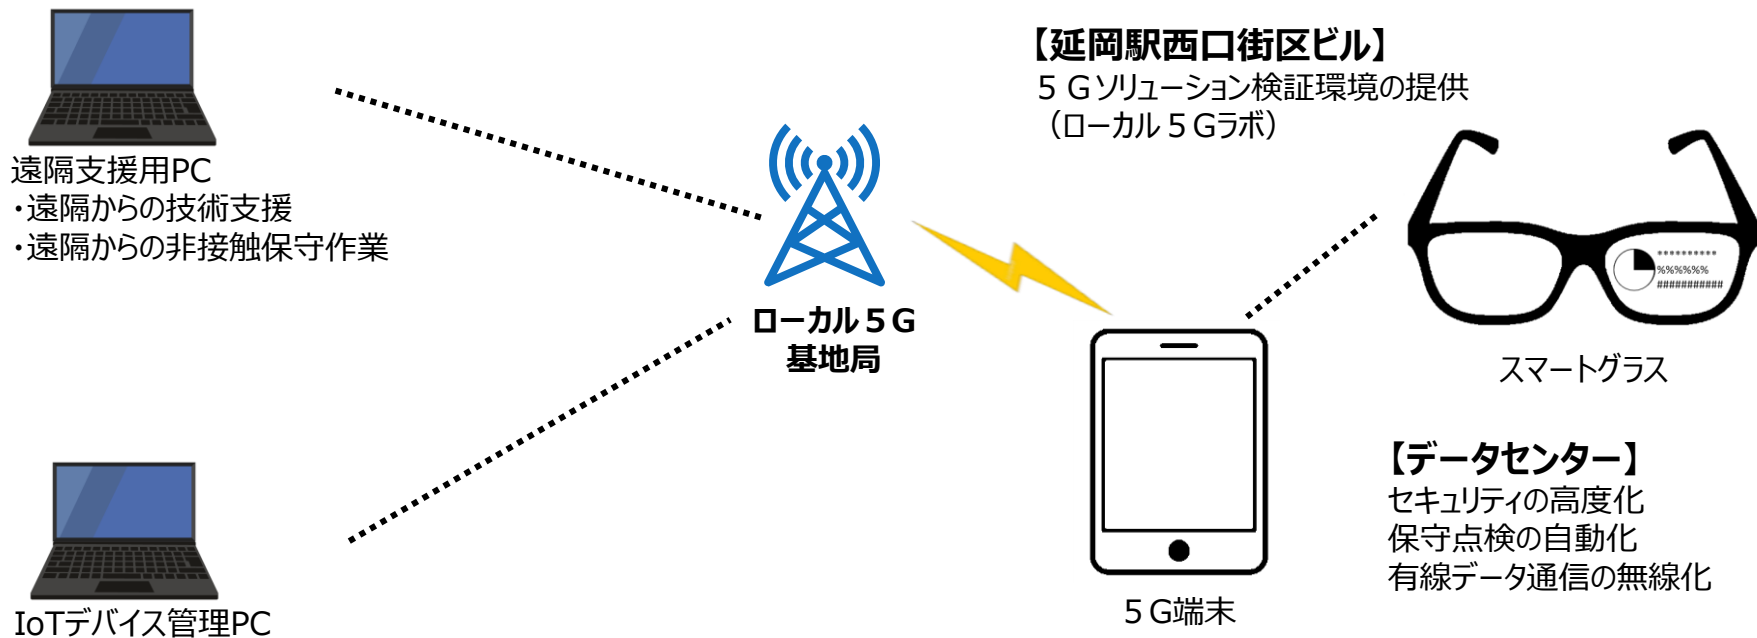 【延岡駅西口街区ビル】
５Gソリューション検証環境の提供
（ローカル５Gラボ）
遠隔支援用PC
・遠隔からの技術支援
・遠隔からの非接触保守作業
ローカル５G
基地局
**********
%%%%%%
###########
スマートグラス
【データセンター】
セキュリティの高度化
保守点検の自動化
有線データ通信の無線化
５G端末
IoTデバイス管理PC